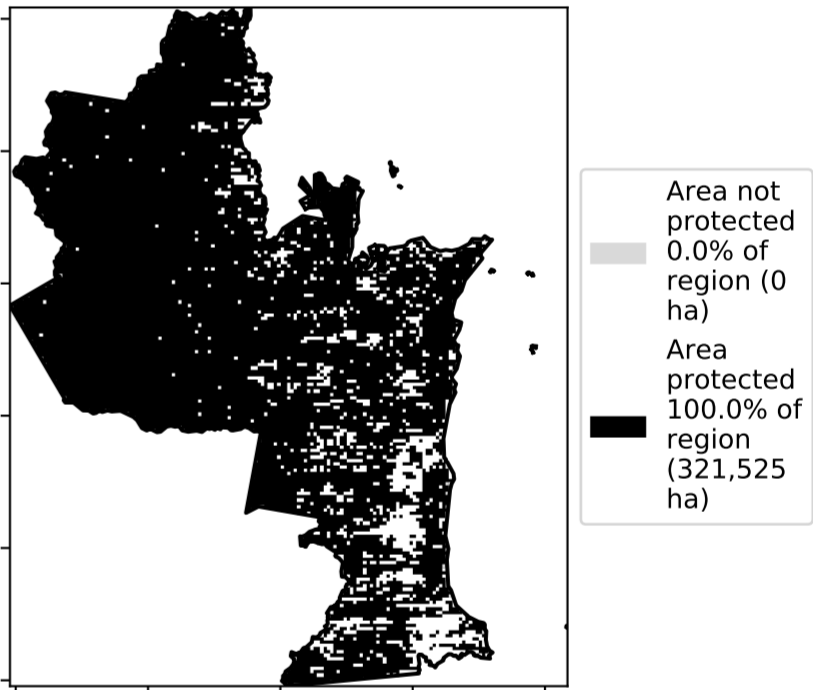 Area not
protected
0.0% of
region (0
ha)
Area
protected
100.0% of
region
(321,525
ha)